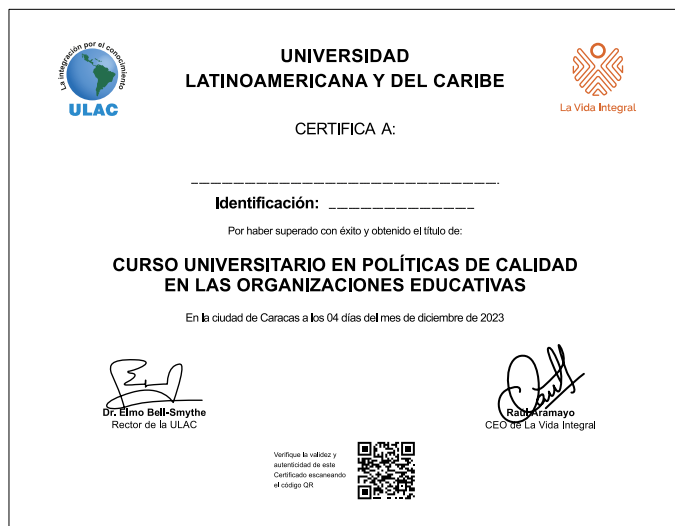 La integración por el conocimiento
ULAC
UNIVERSIDAD
LATINOAMERICANA Y DEL CARIBE
La Vida Integral
CERTIFICA A:
Identificación:
Por haber superado con éxito y obtenido el título de:
CURSO UNIVERSITARIO EN POLÍTICAS DE CALIDAD
EN LAS ORGANIZACIONES EDUCATIVAS
En la ciudad de Caracas a los 04 días del mes de diciembre de 2023
Dr. Elmo Bell-Smythe
Rector de la ULAC
Raúl Aramayo
CEO de La Vida Integral
Verifique la validez y
autenticidad de este
Certificado escaneando
el código QR